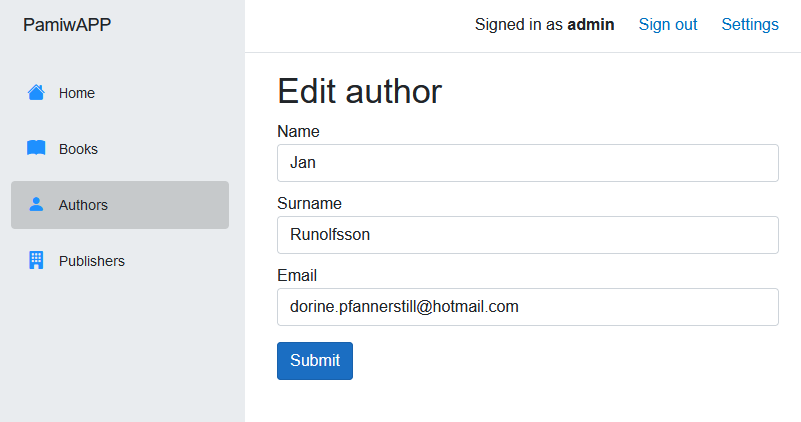 PamiwAPP
Signed in as admin Sign out Settings
Home
Books
Authors
Publishers
Edit author
Name
Jan
Surname
Runolfsson
Email
dorine.pfannerstill@hotmail.com
Submit